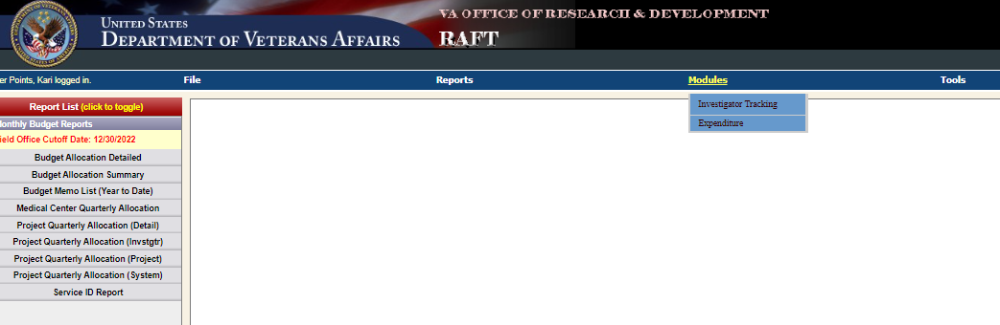 VA OFFICE OF RESEARCH & DEVELOPMENT
UNITED STATES
DEPARTMENT OF VETERANS AFFAIRS
RAFT
er Points, Kari logged in.
File
Reports
Modules
Tools
Investigator Tracking
Expenditure
Report List (click to toggle)
onthly Budget Reports
ield Office Cutoff Date: 12/30/2022
Budget Allocation Detailed
Budget Allocation Summary
Budget Memo List (Year to Date)
Medical Center Quarterly Allocation
Project Quarterly Allocation (Detail)
Project Quarterly Allocation (Invstgtr)
Project Quarterly Allocation (Project)
Project Quarterly Allocation (System)
Service ID Report